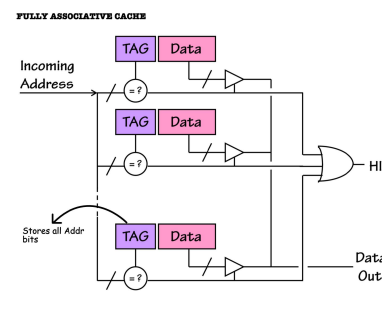 FULLY ASSOCIATIVE CACHE
TAG Data
Incoming
Address
= ?
TAG Data
= ?
HI
Stores all Addr
bits
TAG Data
= ?
Data
Out